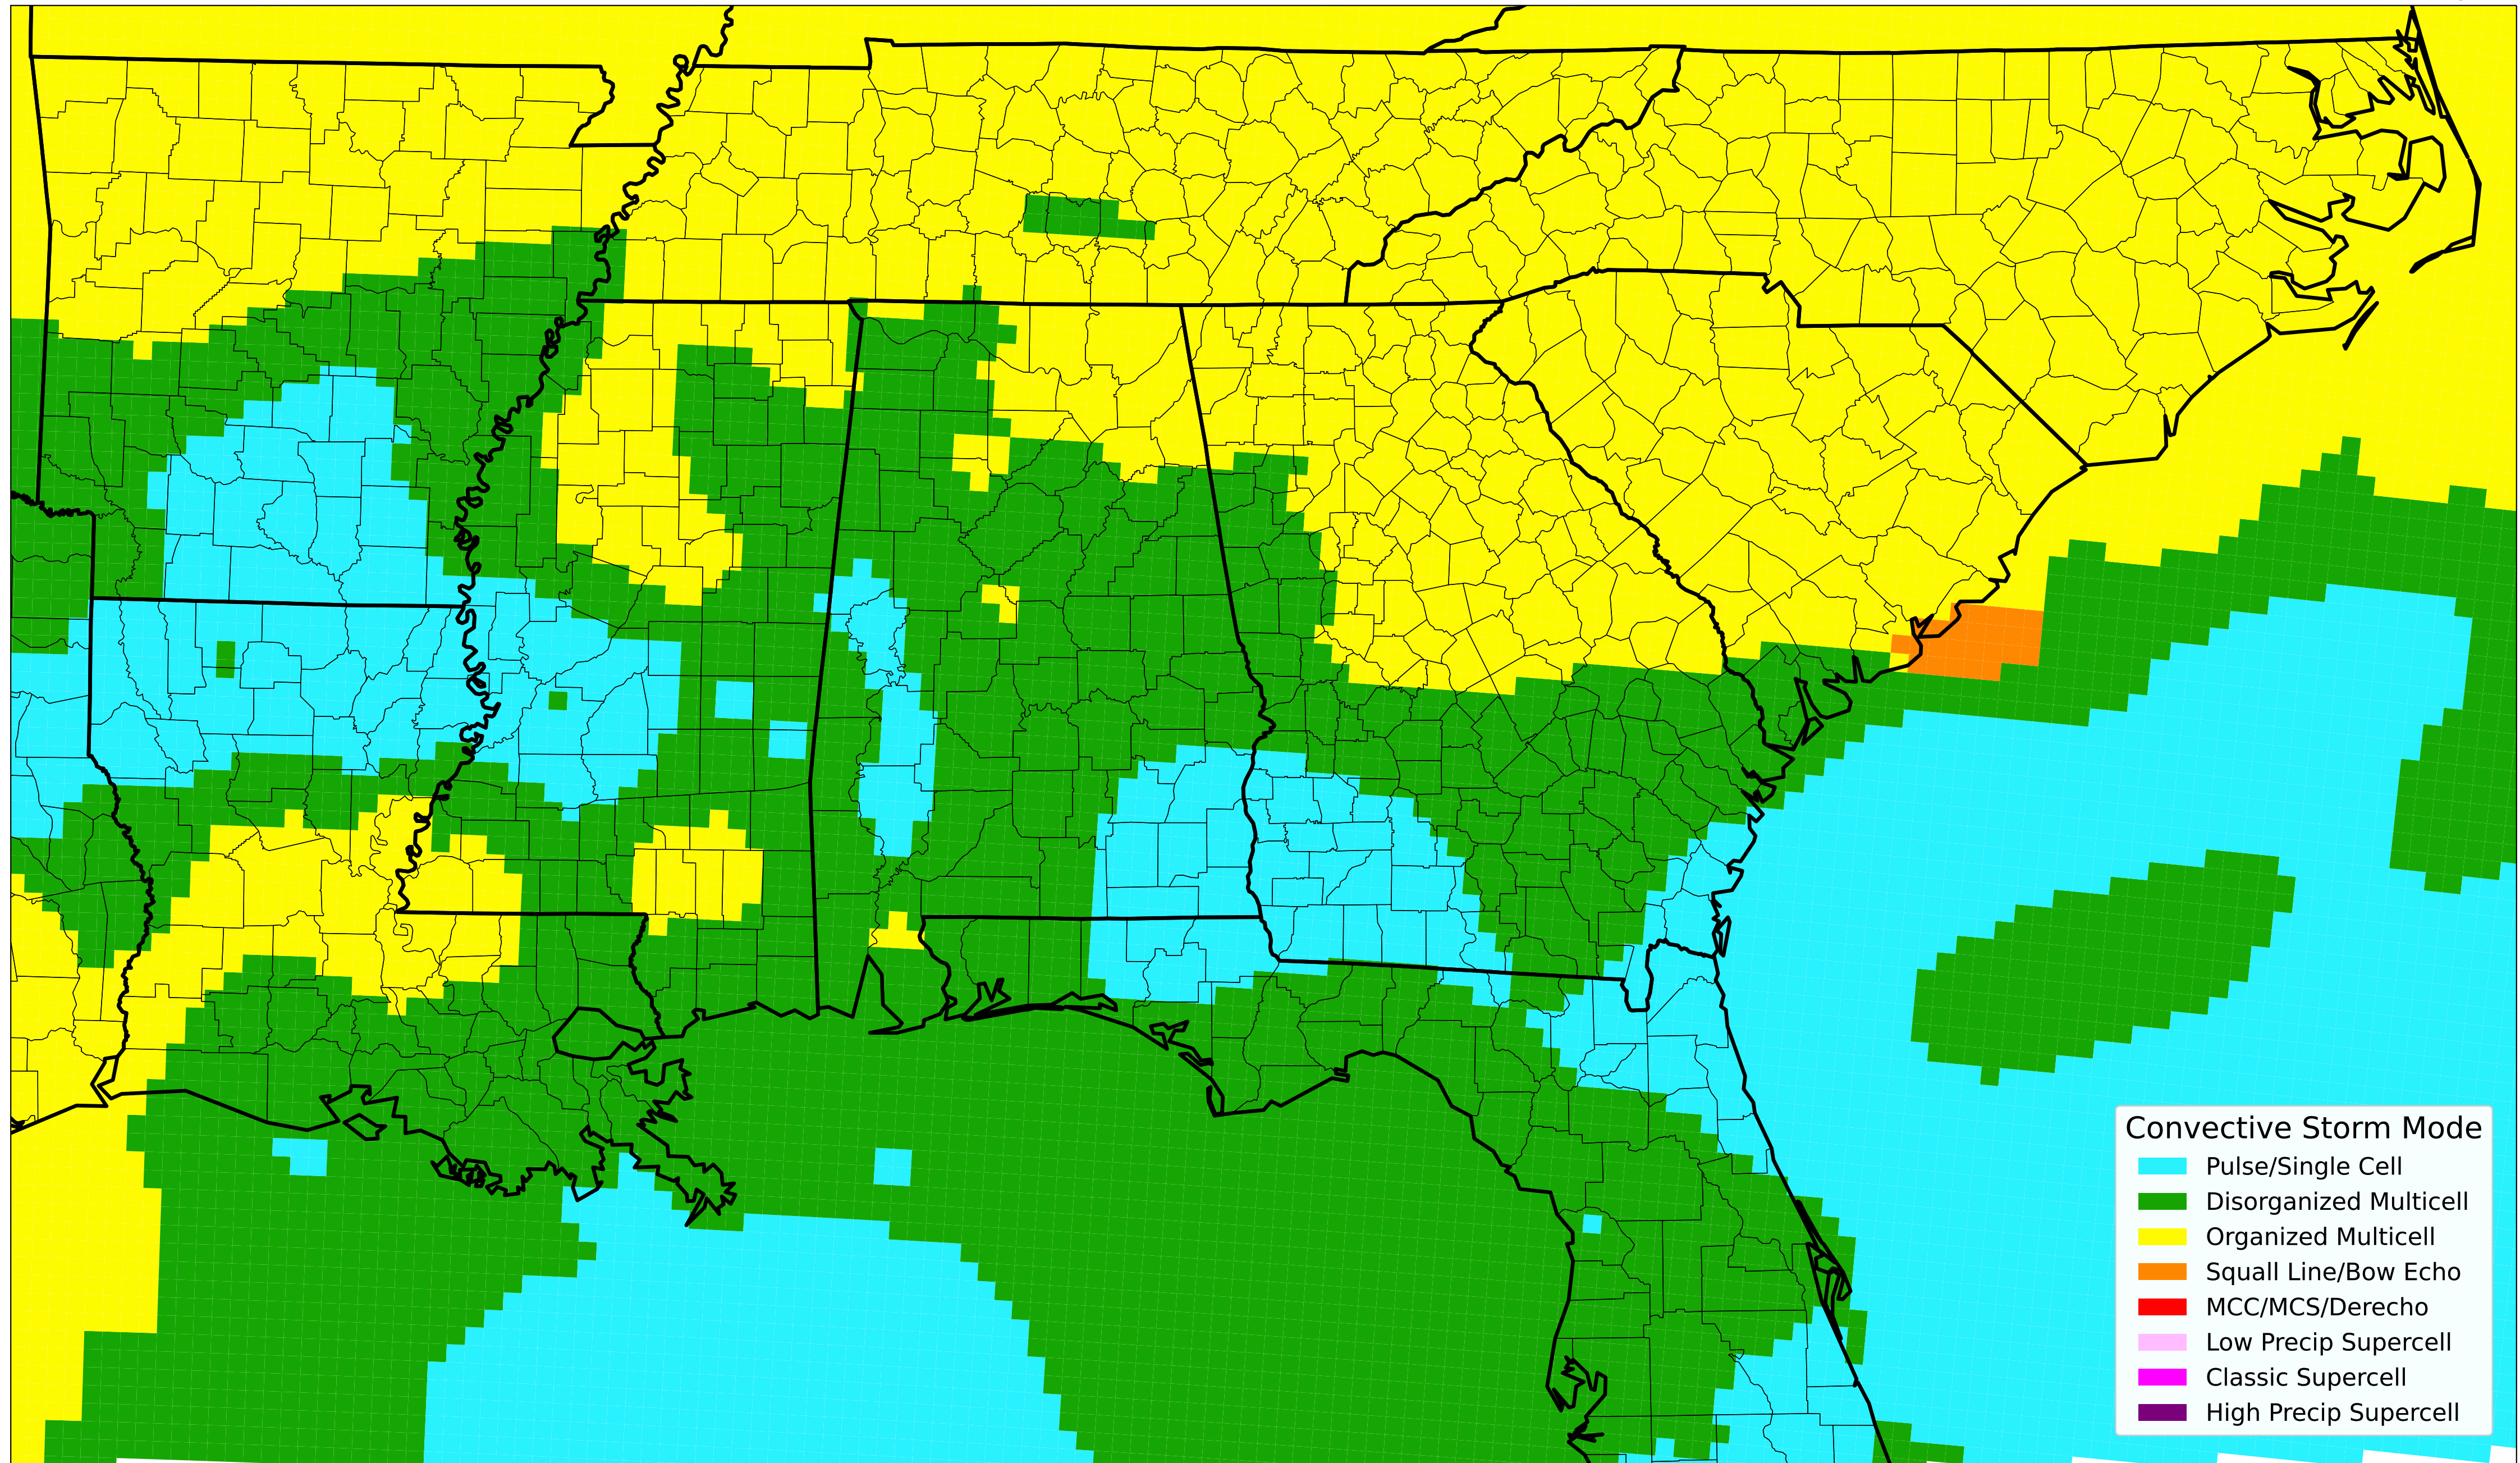 Convective Storm Mode
Pulse/Single Cell
Disorganized Multicell
Organized Multicell
Squall Line/Bow Echo
MCC/MCS/Derecho
Low Precip Supercell
Classic Supercell
High Precip Supercell